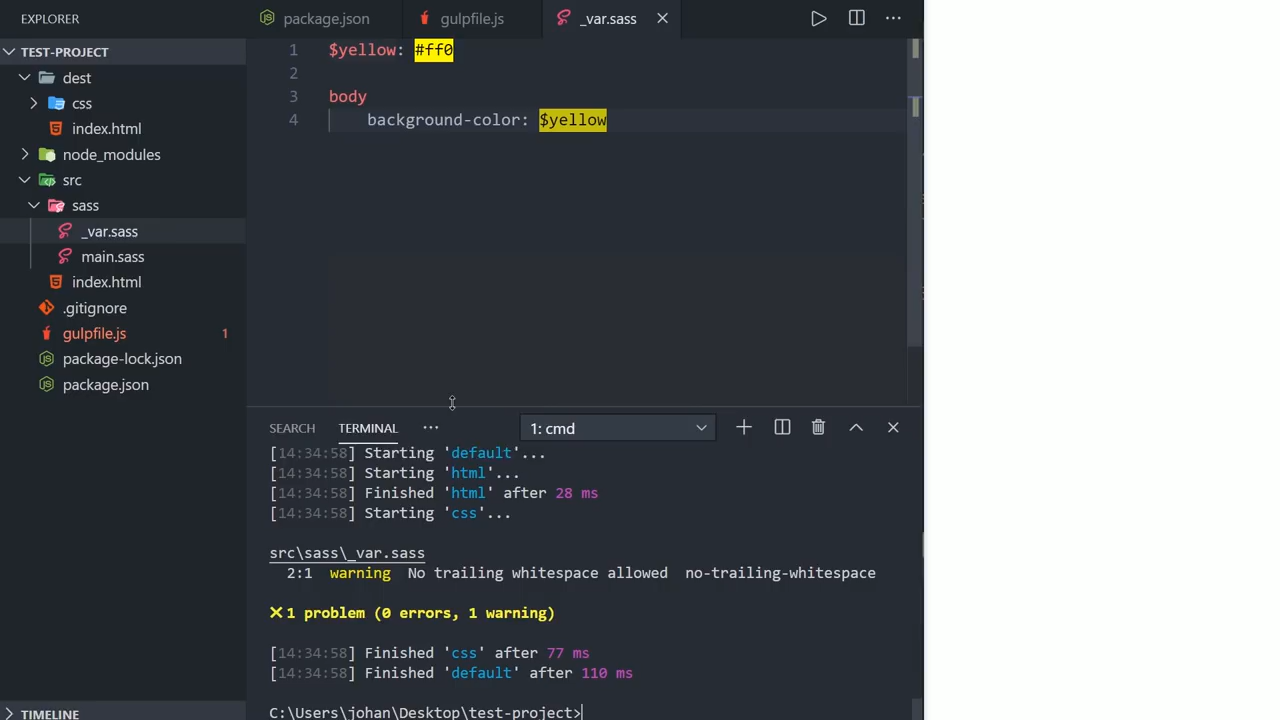 EXPLORER
TEST-PROJECT
dest
css
index.html
node_modules
src
sass
_var.sass
main.sass
index.html
.gitignore
gulpfile.js 1
package-lock.json
package.json
TIMELINE
package.json gulpfile.js _var.sass
1 $yellow: #ff0
2
3 body
4 background-color: $yellow
SEARCH TERMINAL 1: cmd
[14:34:58] Starting 'default'...
[14:34:58] Starting 'html'...
[14:34:58] Finished 'html' after 28 ms
[14:34:58] Starting 'css'...
src\sass\_var.sass
2:1 warning No trailing whitespace allowed no-trailing-whitespace
1 problem (0 errors, 1 warning)
[14:34:58] Finished 'css' after 77 ms
[14:34:58] Finished 'default' after 110 ms
C:\Users\johan\Desktop\test-project>